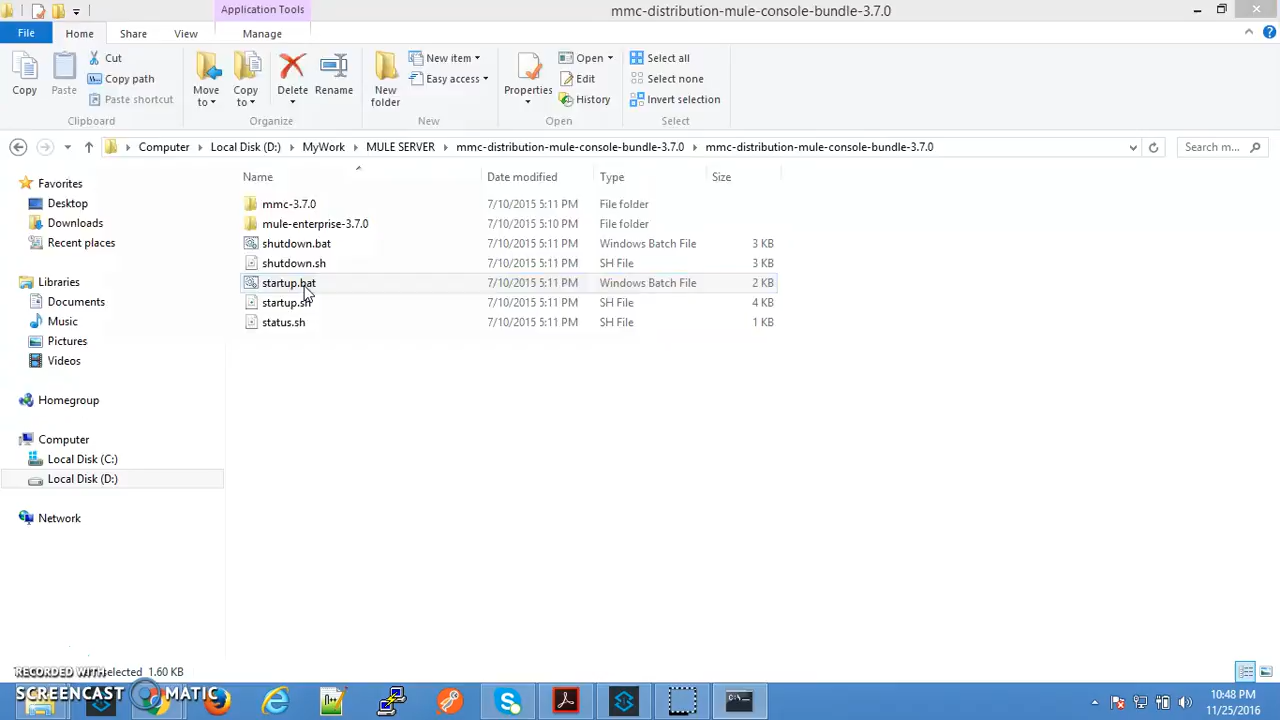 Application Tools
mmc-distribution-mule-console-bundle-3.7.0
File
Home
Share
View
Manage
Copy
Paste
Cut
Copy path
Paste shortcut
Clipboard
Move to
Copy to
Delete
Rename
Organize
New folder
New item
Easy access
New
Properties
Open
Edit
History
Open
Select all
Select none
Invert selection
Select
Computer
Local Disk (D:)
MyWork
MULE SERVER
mmc-distribution-mule-console-bundle-3.7.0
mmc-distribution-mule-console-bundle-3.7.0
Search m...
Favorites
Desktop
Downloads
Recent places
Libraries
Documents
Music
Pictures
Videos
Homegroup
Computer
Local Disk (C:)
Local Disk (D:)
Network
Name Date modified Type Size
mmc-3.7.0 7/10/2015 5:11 PM File folder
mule-enterprise-3.7.0 7/10/2015 5:10 PM File folder
shutdown.bat 7/10/2015 5:11 PM Windows Batch File 3 KB
shutdown.sh 7/10/2015 5:11 PM SH File 3 KB
startup.bat 7/10/2015 5:11 PM Windows Batch File 2 KB
startup.sh 7/10/2015 5:11 PM SH File 4 KB
status.sh 7/10/2015 5:11 PM SH File 1 KB
selected 1.60 KB
RECORDED WITH
SCREENCAST MATIC
10:48 PM
11/25/2016